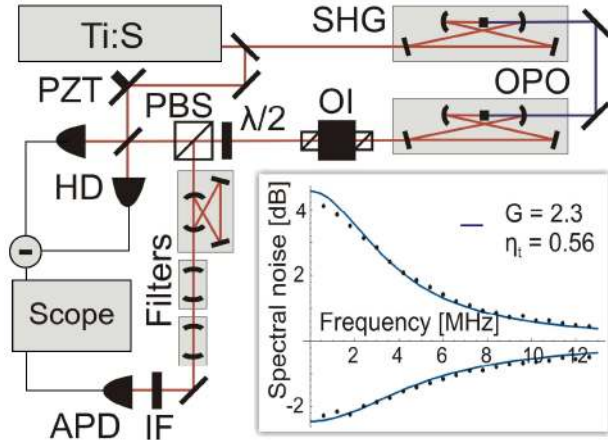 Ti:S
SHG
PZT
PBS
λ/2
OI
OPO
HD
Filters
Scope
APD
IF
G = 2.3
ηt = 0.56
Spectral noise [dB]
Frequency [MHz]
4
2
-2
0 2 4 6 8 10 12